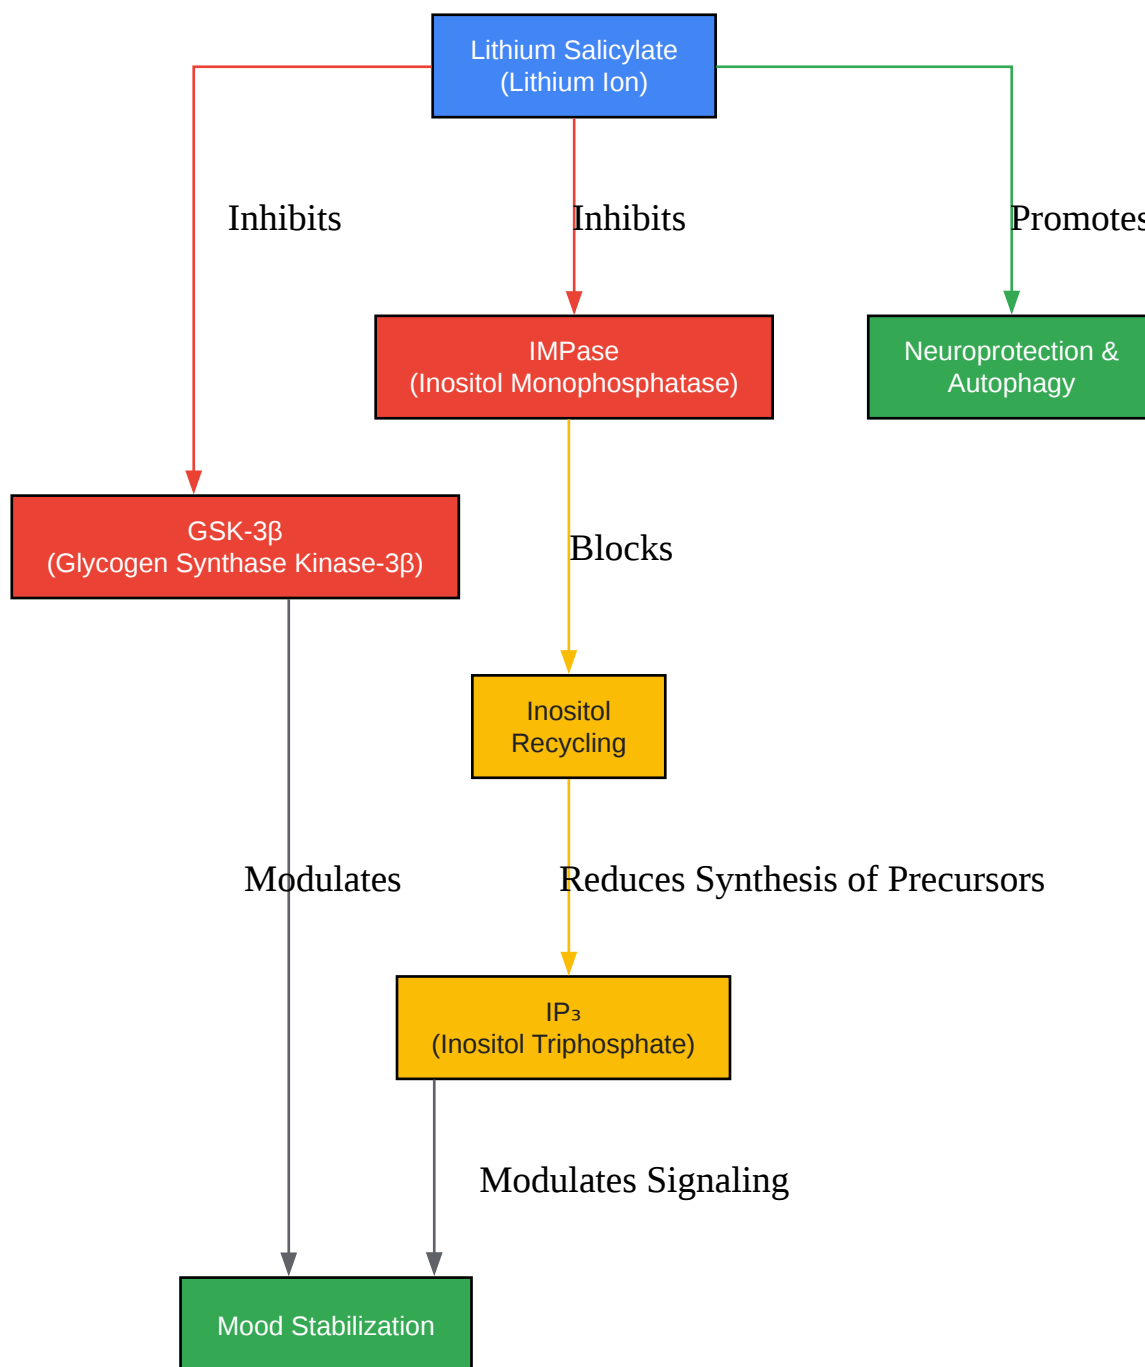 Lithium Salicylate
(Lithium Ion)
Inhibits
Inhibits
Promotes
IMPase
(Inositol Monophosphatase)
Neuroprotection &
Autophagy
GSK-3β
(Glycogen Synthase Kinase-3β)
Blocks
Inositol
Recycling
Modulates
Reduces Synthesis of Precursors
IP₃
(Inositol Triphosphate)
Modulates Signaling
Mood Stabilization